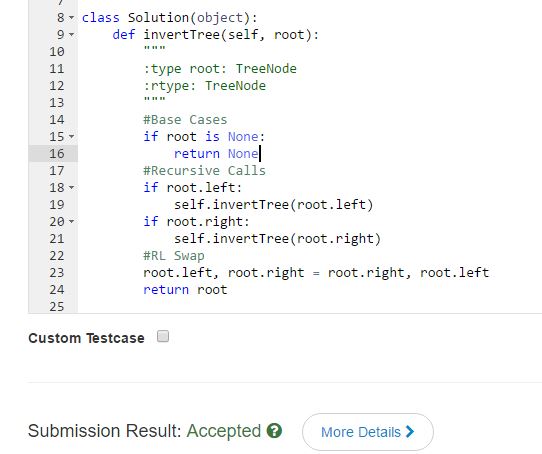 7
8 class Solution(object):
9     def invertTree(self, root):
10         """
11         :type root: TreeNode
12         :rtype: TreeNode
13         """
14         #Base Cases
15         if root is None:
16             return None
17         #Recursive Calls
18         if root.left:
19             self.invertTree(root.left)
20         if root.right:
21             self.invertTree(root.right)
22         #RL Swap
23         root.left, root.right = root.right, root.left
24         return root
25
Custom Testcase
Submission Result: Accepted ? More Details